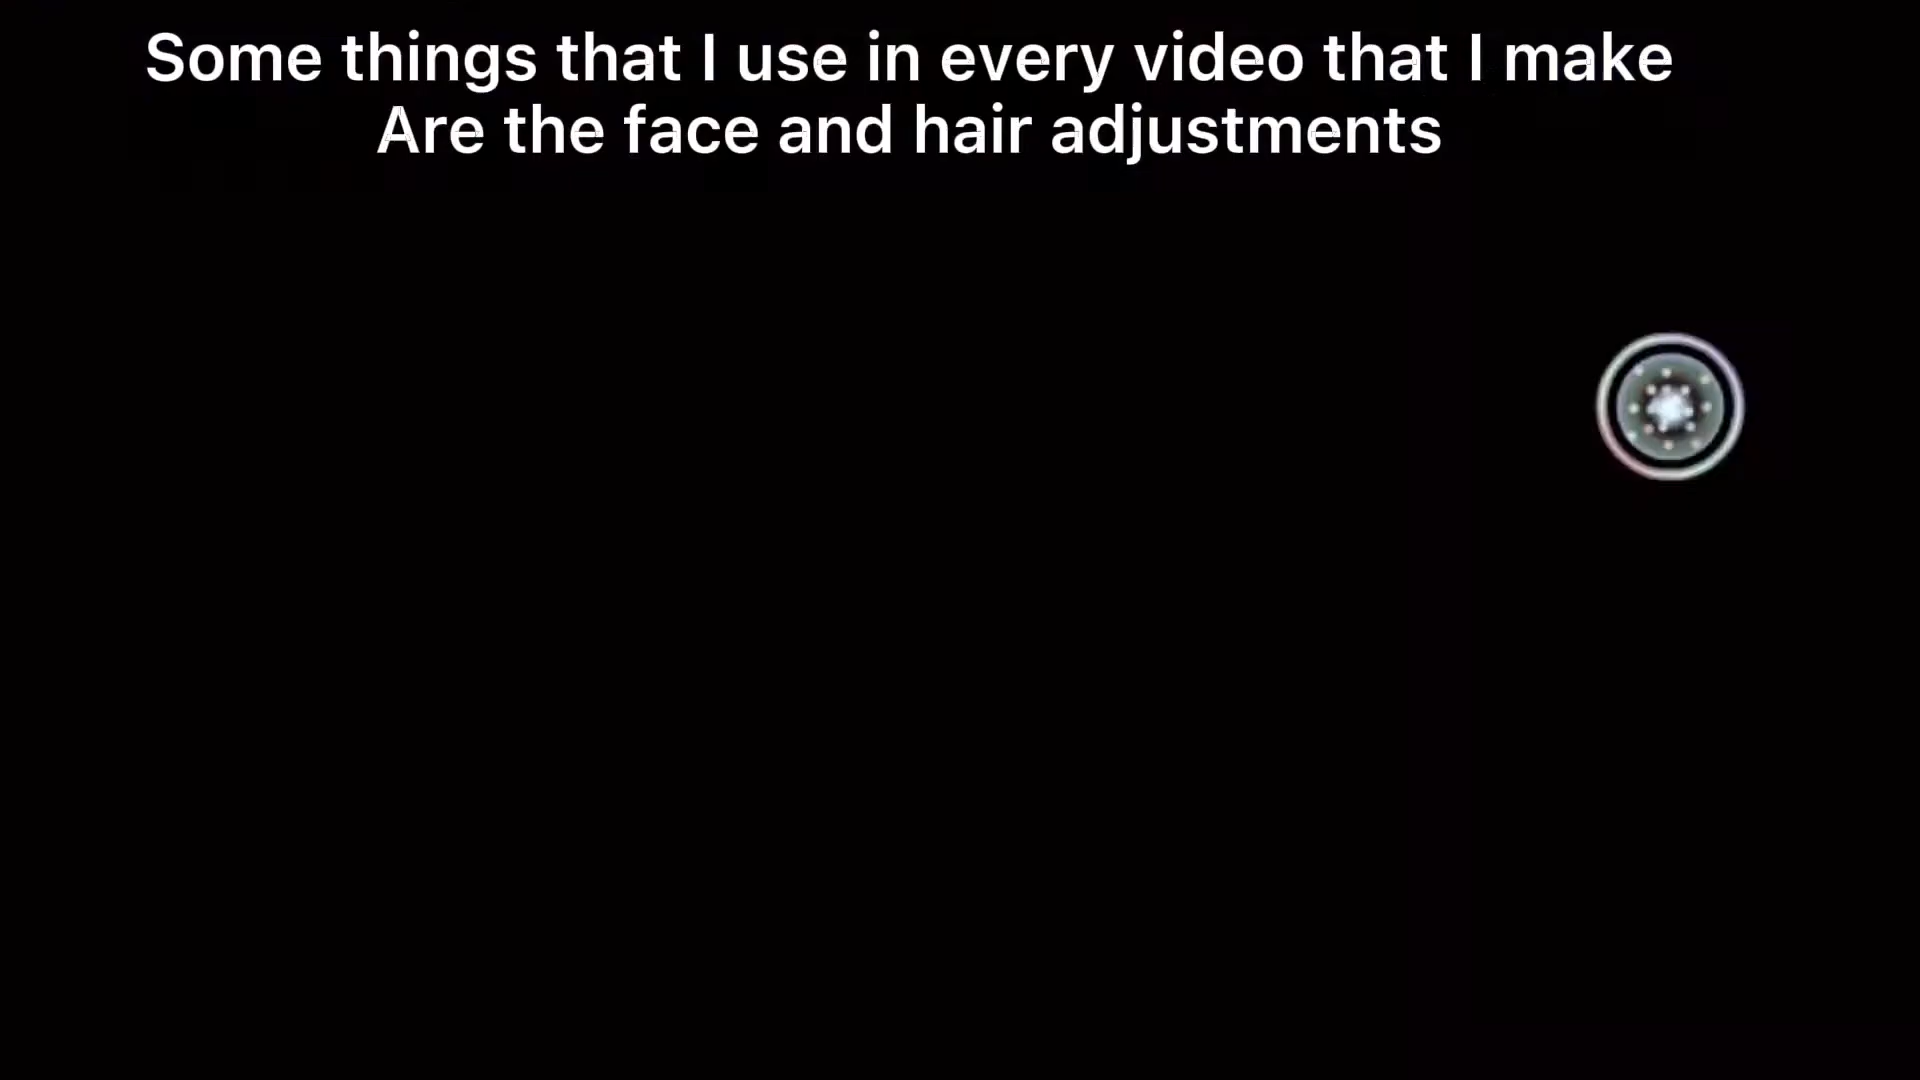 Some things that I use in every video that I make
Are the face and hair adjustments